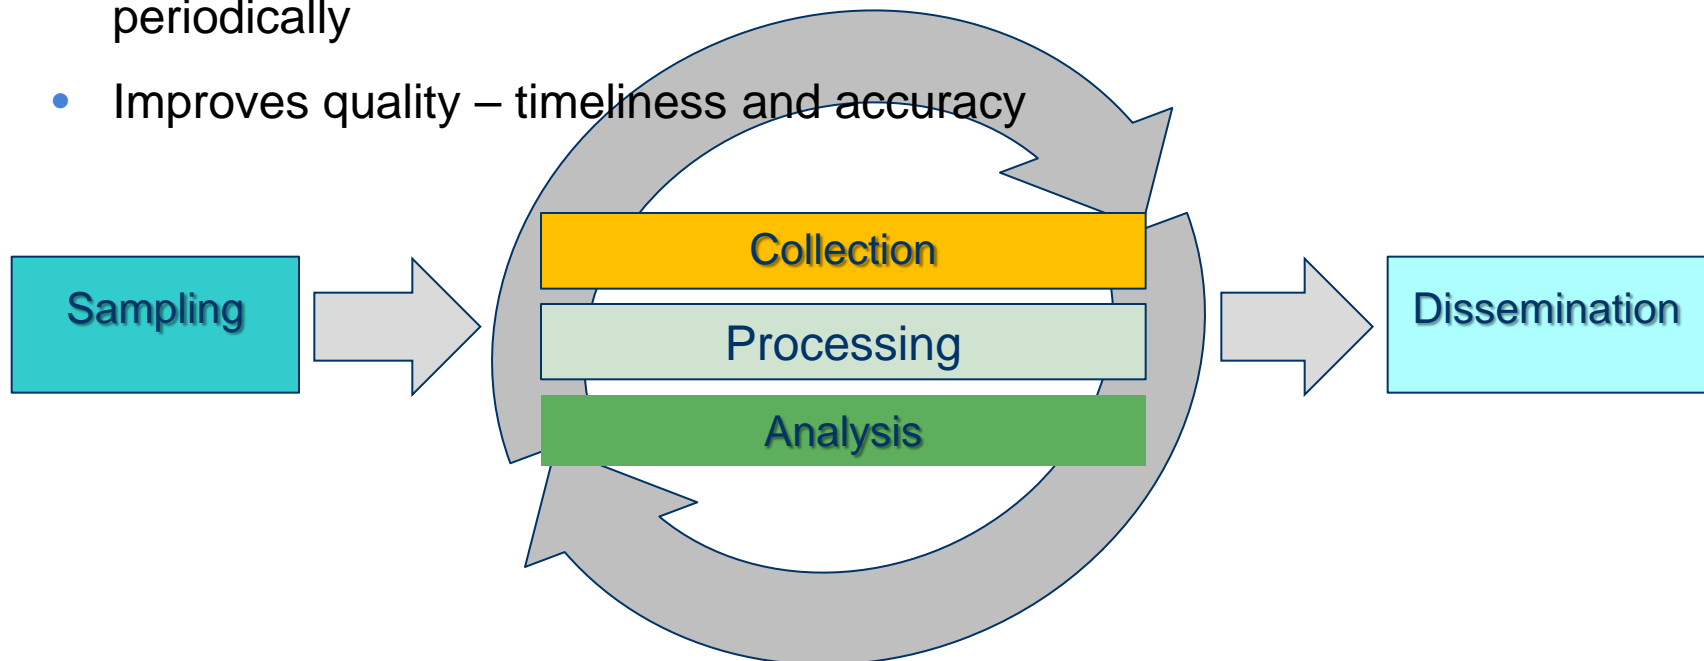 periodically
• Improves quality – timeliness and accuracy
Collection
Sampling
Processing
Dissemination
Analysis